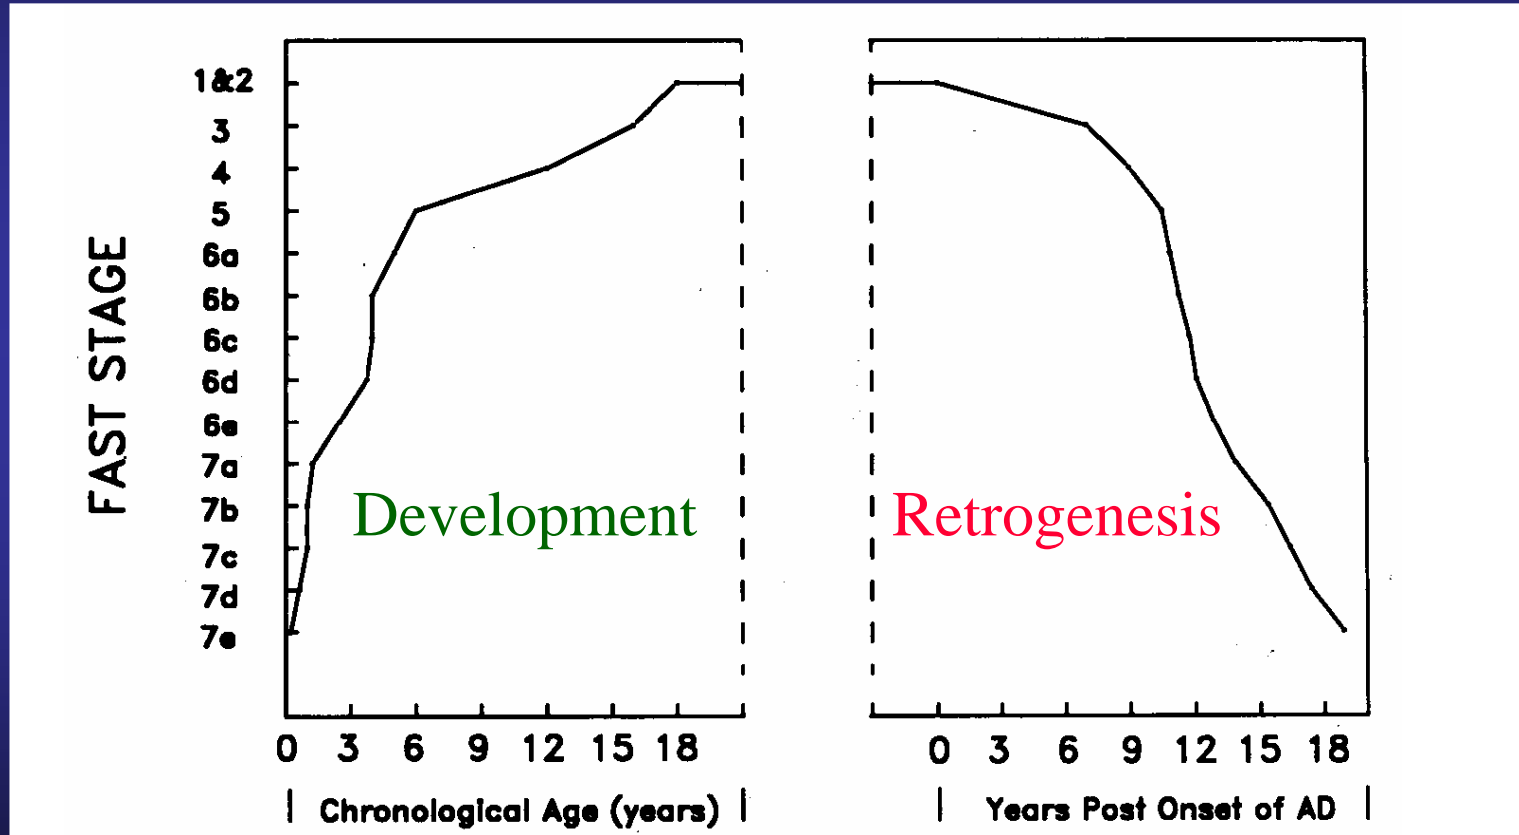 FAST STAGE
1&2
3
4
5
6a
6b
6c
6d
6e
7a
7b
7c
7d
7e
Development
Retrogenesis
0 3 6 9 12 15 18
0 3 6 9 12 15 18
Chronological Age (years)
Years Post Onset of AD